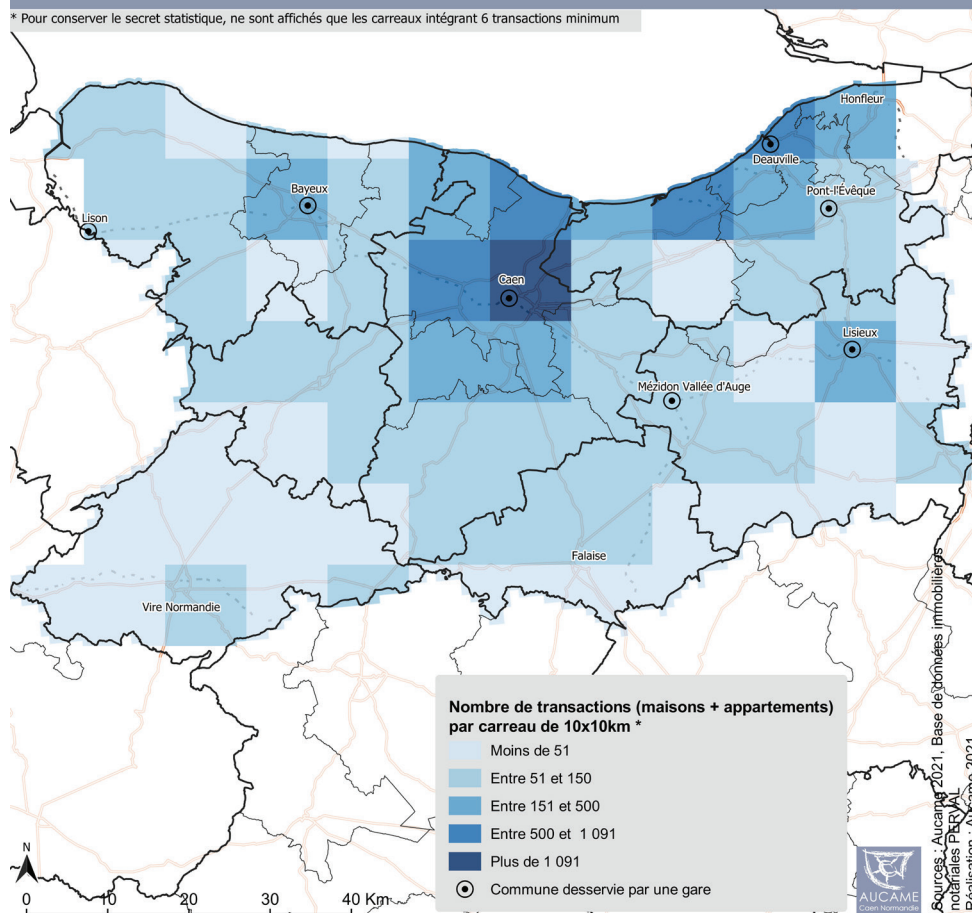 * Pour conserver le secret statistique, ne sont affichés que les carreaux intégrant 6 transactions minimum
Honfleur
Deauville
Bayeux
Pont-l'Évêque
Lison
Caen
Lisieux
Mézidon Vallée d'Auge
Falaise
Vire Normandie
Nombre de transactions (maisons + appartements)
par carreau de 10x10km *
Moins de 51
Entre 51 et 150
Entre 151 et 500
Entre 500 et 1 091
Plus de 1 091
Commune desservie par une gare
N
0 10 20 30 40 Km
AUCAME
Caen Normandie
Sources : Aucame 2021, Base de données immobilières
notariales PERVAL
Réalisation : Aucame 2021